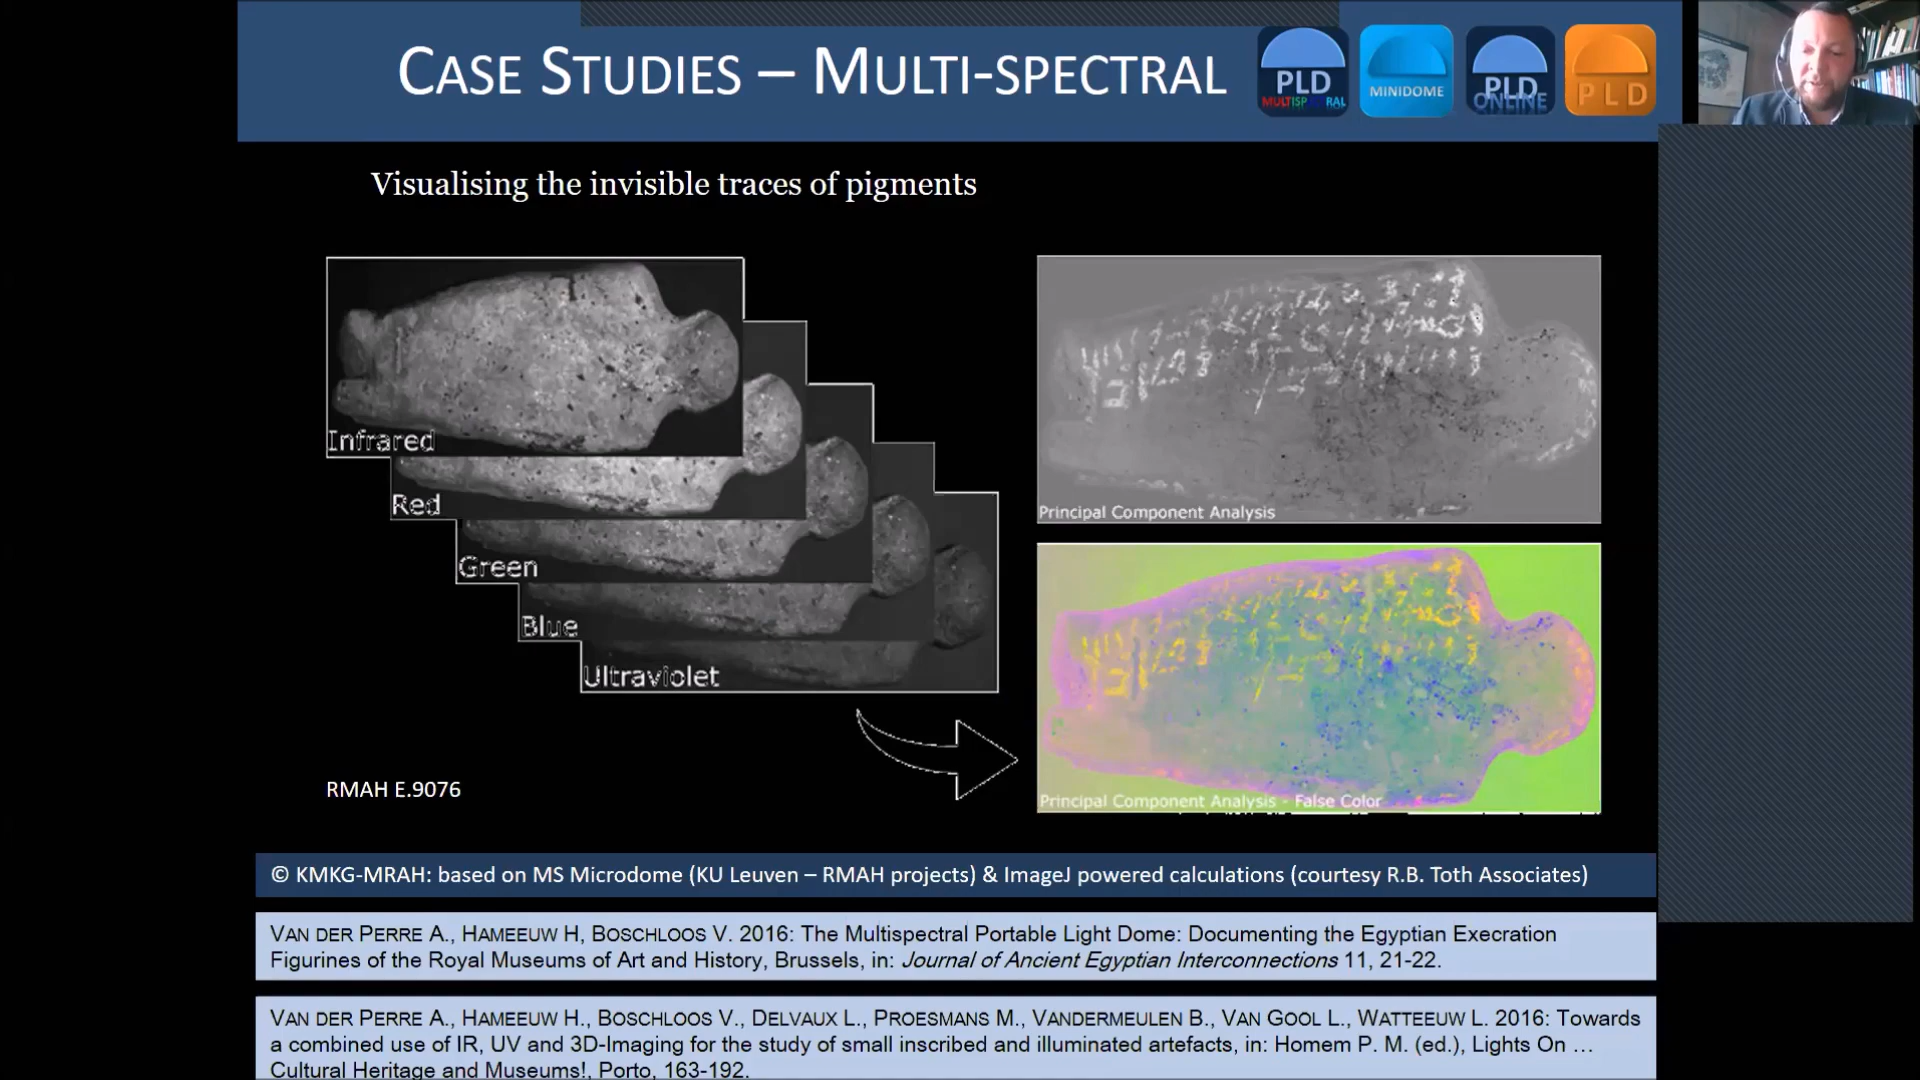 CASE STUDIES – MULTI-SPECTRAL
PLD
MULTISPECTRAL
MINIDOME
PLD
ONLINE
PLD
Visualising the invisible traces of pigments
Infrared
Red
Green
Blue
Ultraviolet
Principal Component Analysis
Principal Component Analysis - False Color
RMAH E.9076
© KMKG-MRAH: based on MS Microdome (KU Leuven – RMAH projects) & ImageJ powered calculations (courtesy R.B. Toth Associates)
VAN DER PERRE A., HAMEEUW H, BOSCHLOOS V. 2016: The Multispectral Portable Light Dome: Documenting the Egyptian Execration
Figurines of the Royal Museums of Art and History, Brussels, in: Journal of Ancient Egyptian Interconnections 11, 21-22.
VAN DER PERRE A., HAMEEUW H., BOSCHLOOS V., DELVAUX L., PROESMANS M., VANDERMEULEN B., VAN GOOL L., WATTEEUW L. 2016: Towards
a combined use of IR, UV and 3D-Imaging for the study of small inscribed and illuminated artefacts, in: Homem P. M. (ed.), Lights On …
Cultural Heritage and Museums!, Porto, 163-192.